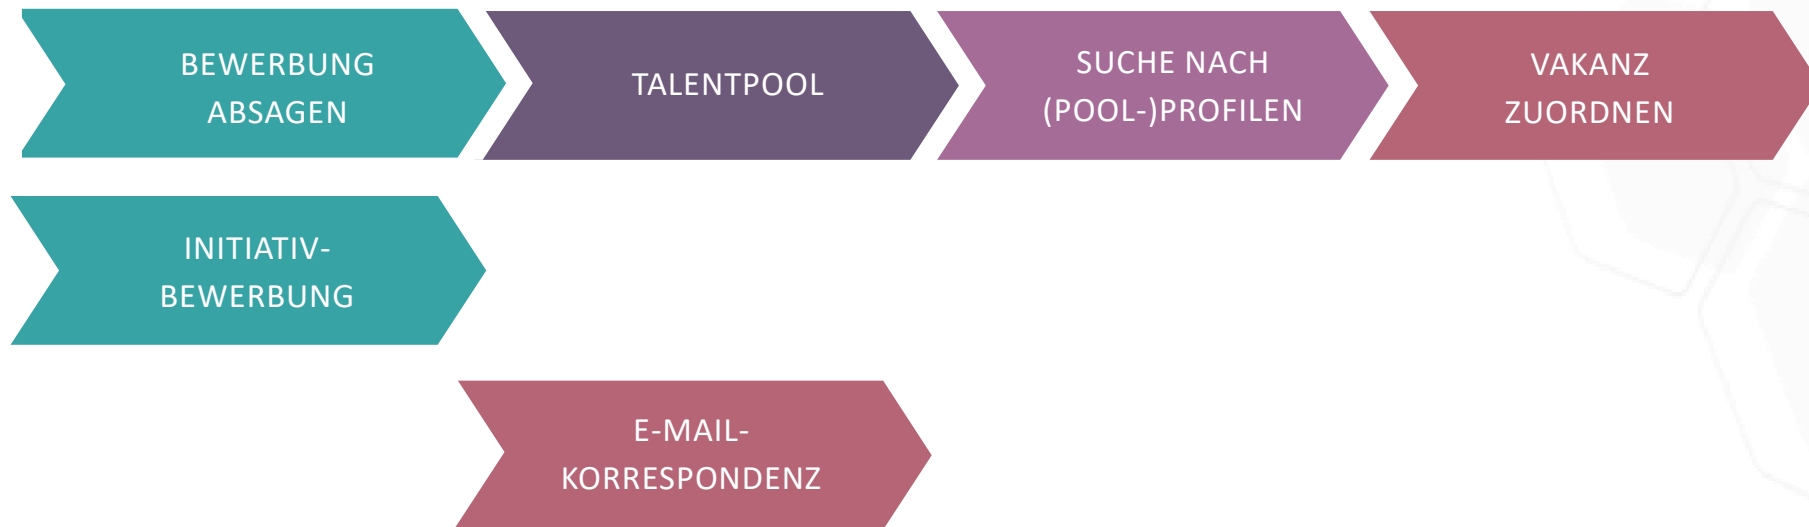 BEWERBUNG
ABSAGEN
TALENTPOOL
SUCHE NACH
(POOL-)PROFILEN
VAKANZ
ZUORDNEN
INITIATIV-
BEWERBUNG
E-MAIL-
KORRESPONDENZ